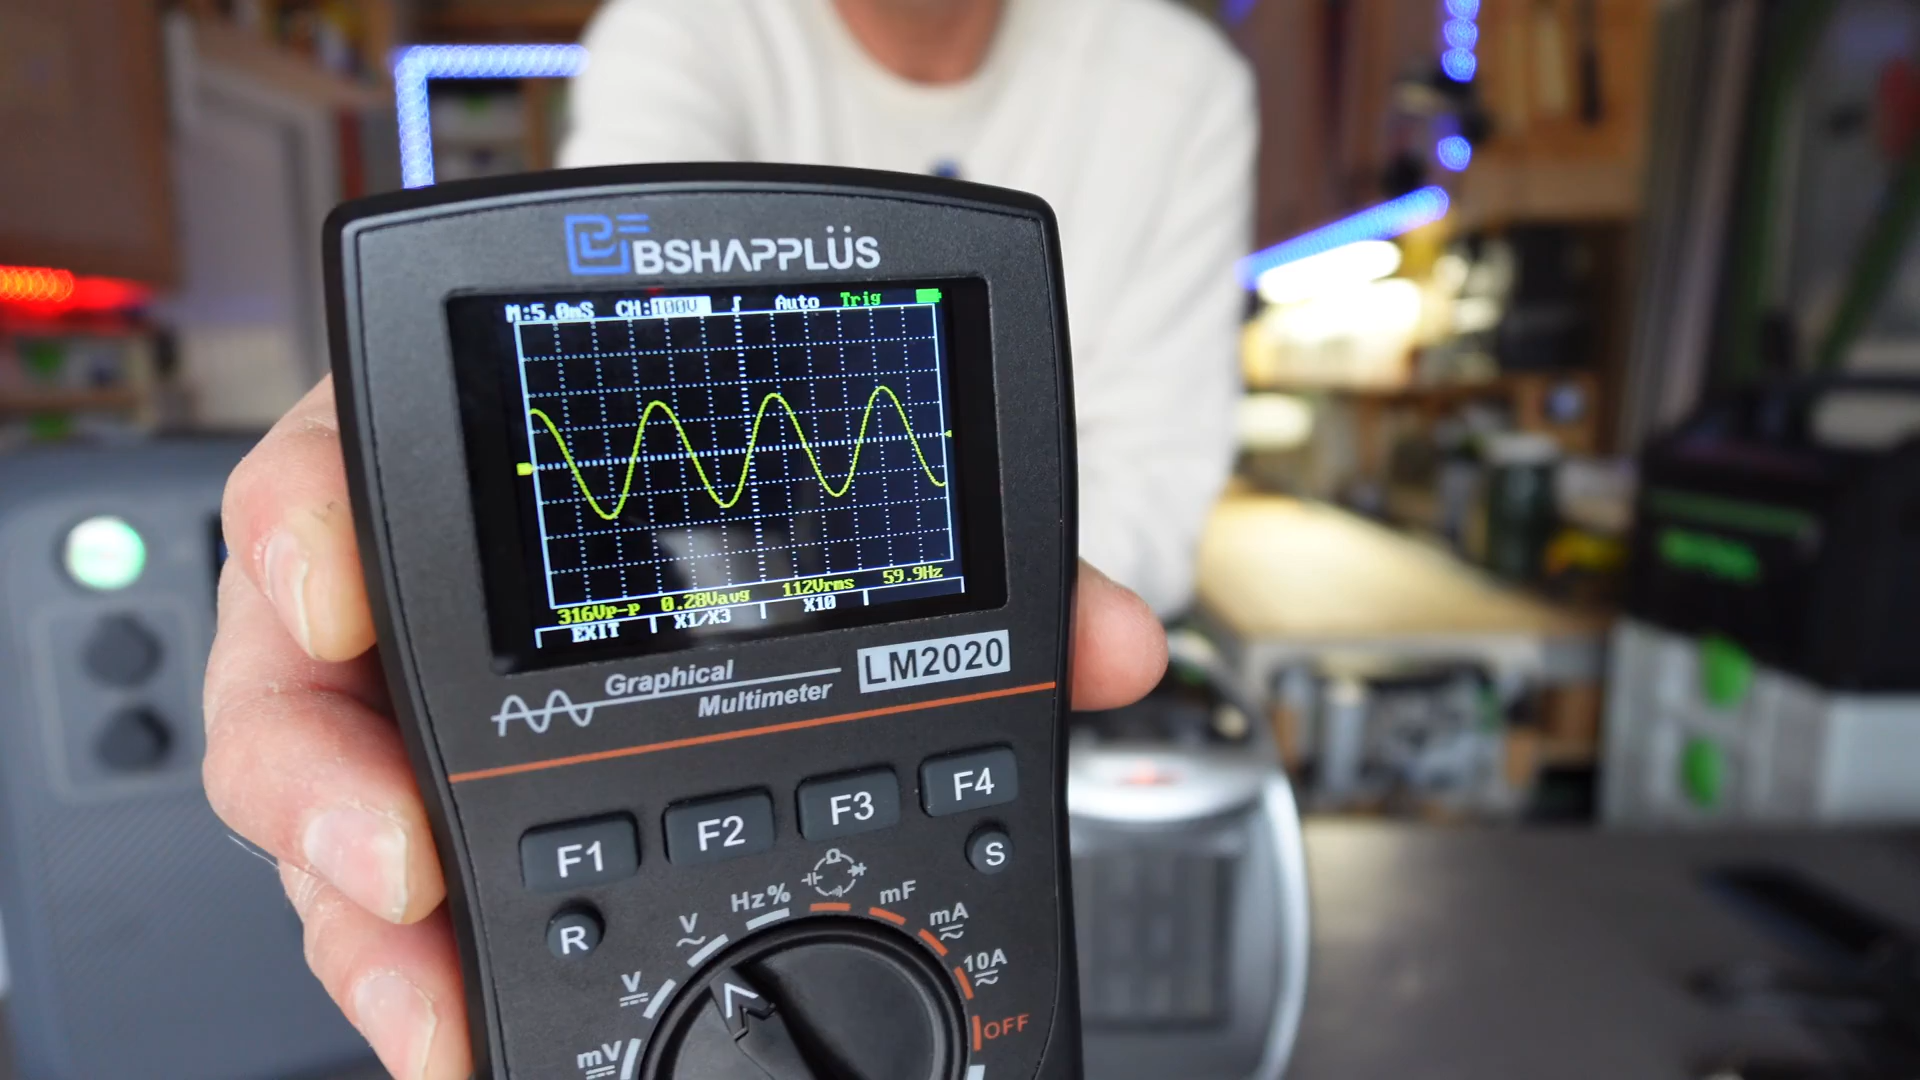 BSHAPPLÜS
M:5.0mS CH:100V Auto Trig
316Vp-p 0.28Vavg 112Vrms 59.9Hz
EXIT X1/X3 X10
Graphical
Multimeter
LM2020
F1 F2 F3 F4
R S
mV V V Hz% Ω mF mA 10A OFF